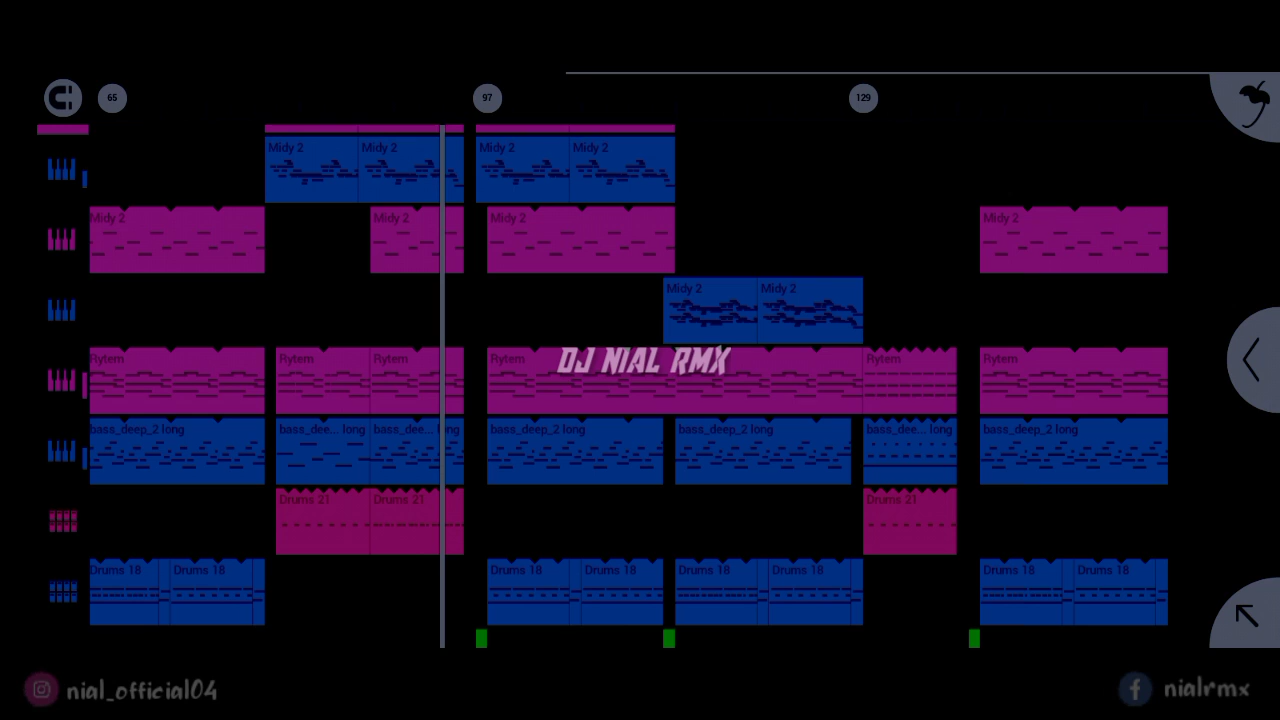 65 97 129
Midy 2 Midy 2 Midy 2 Midy 2
Midy 2 Midy 2 Midy 2 Midy 2
Midy 2 Midy 2
DJ NIAL RMX
Rytem Rytem Rytem Rytem Rytem
bass_deep_2 long bass_dee... long bass_dee... long bass_deep_2 long bass_deep_2 long bass_dee... long bass_deep_2 long
Drums 21 Drums 21 Drums 21
Drums 18 Drums 18 Drums 18 Drums 18 Drums 18 Drums 18 Drums 18 Drums 18
nial_official04 nialrmx